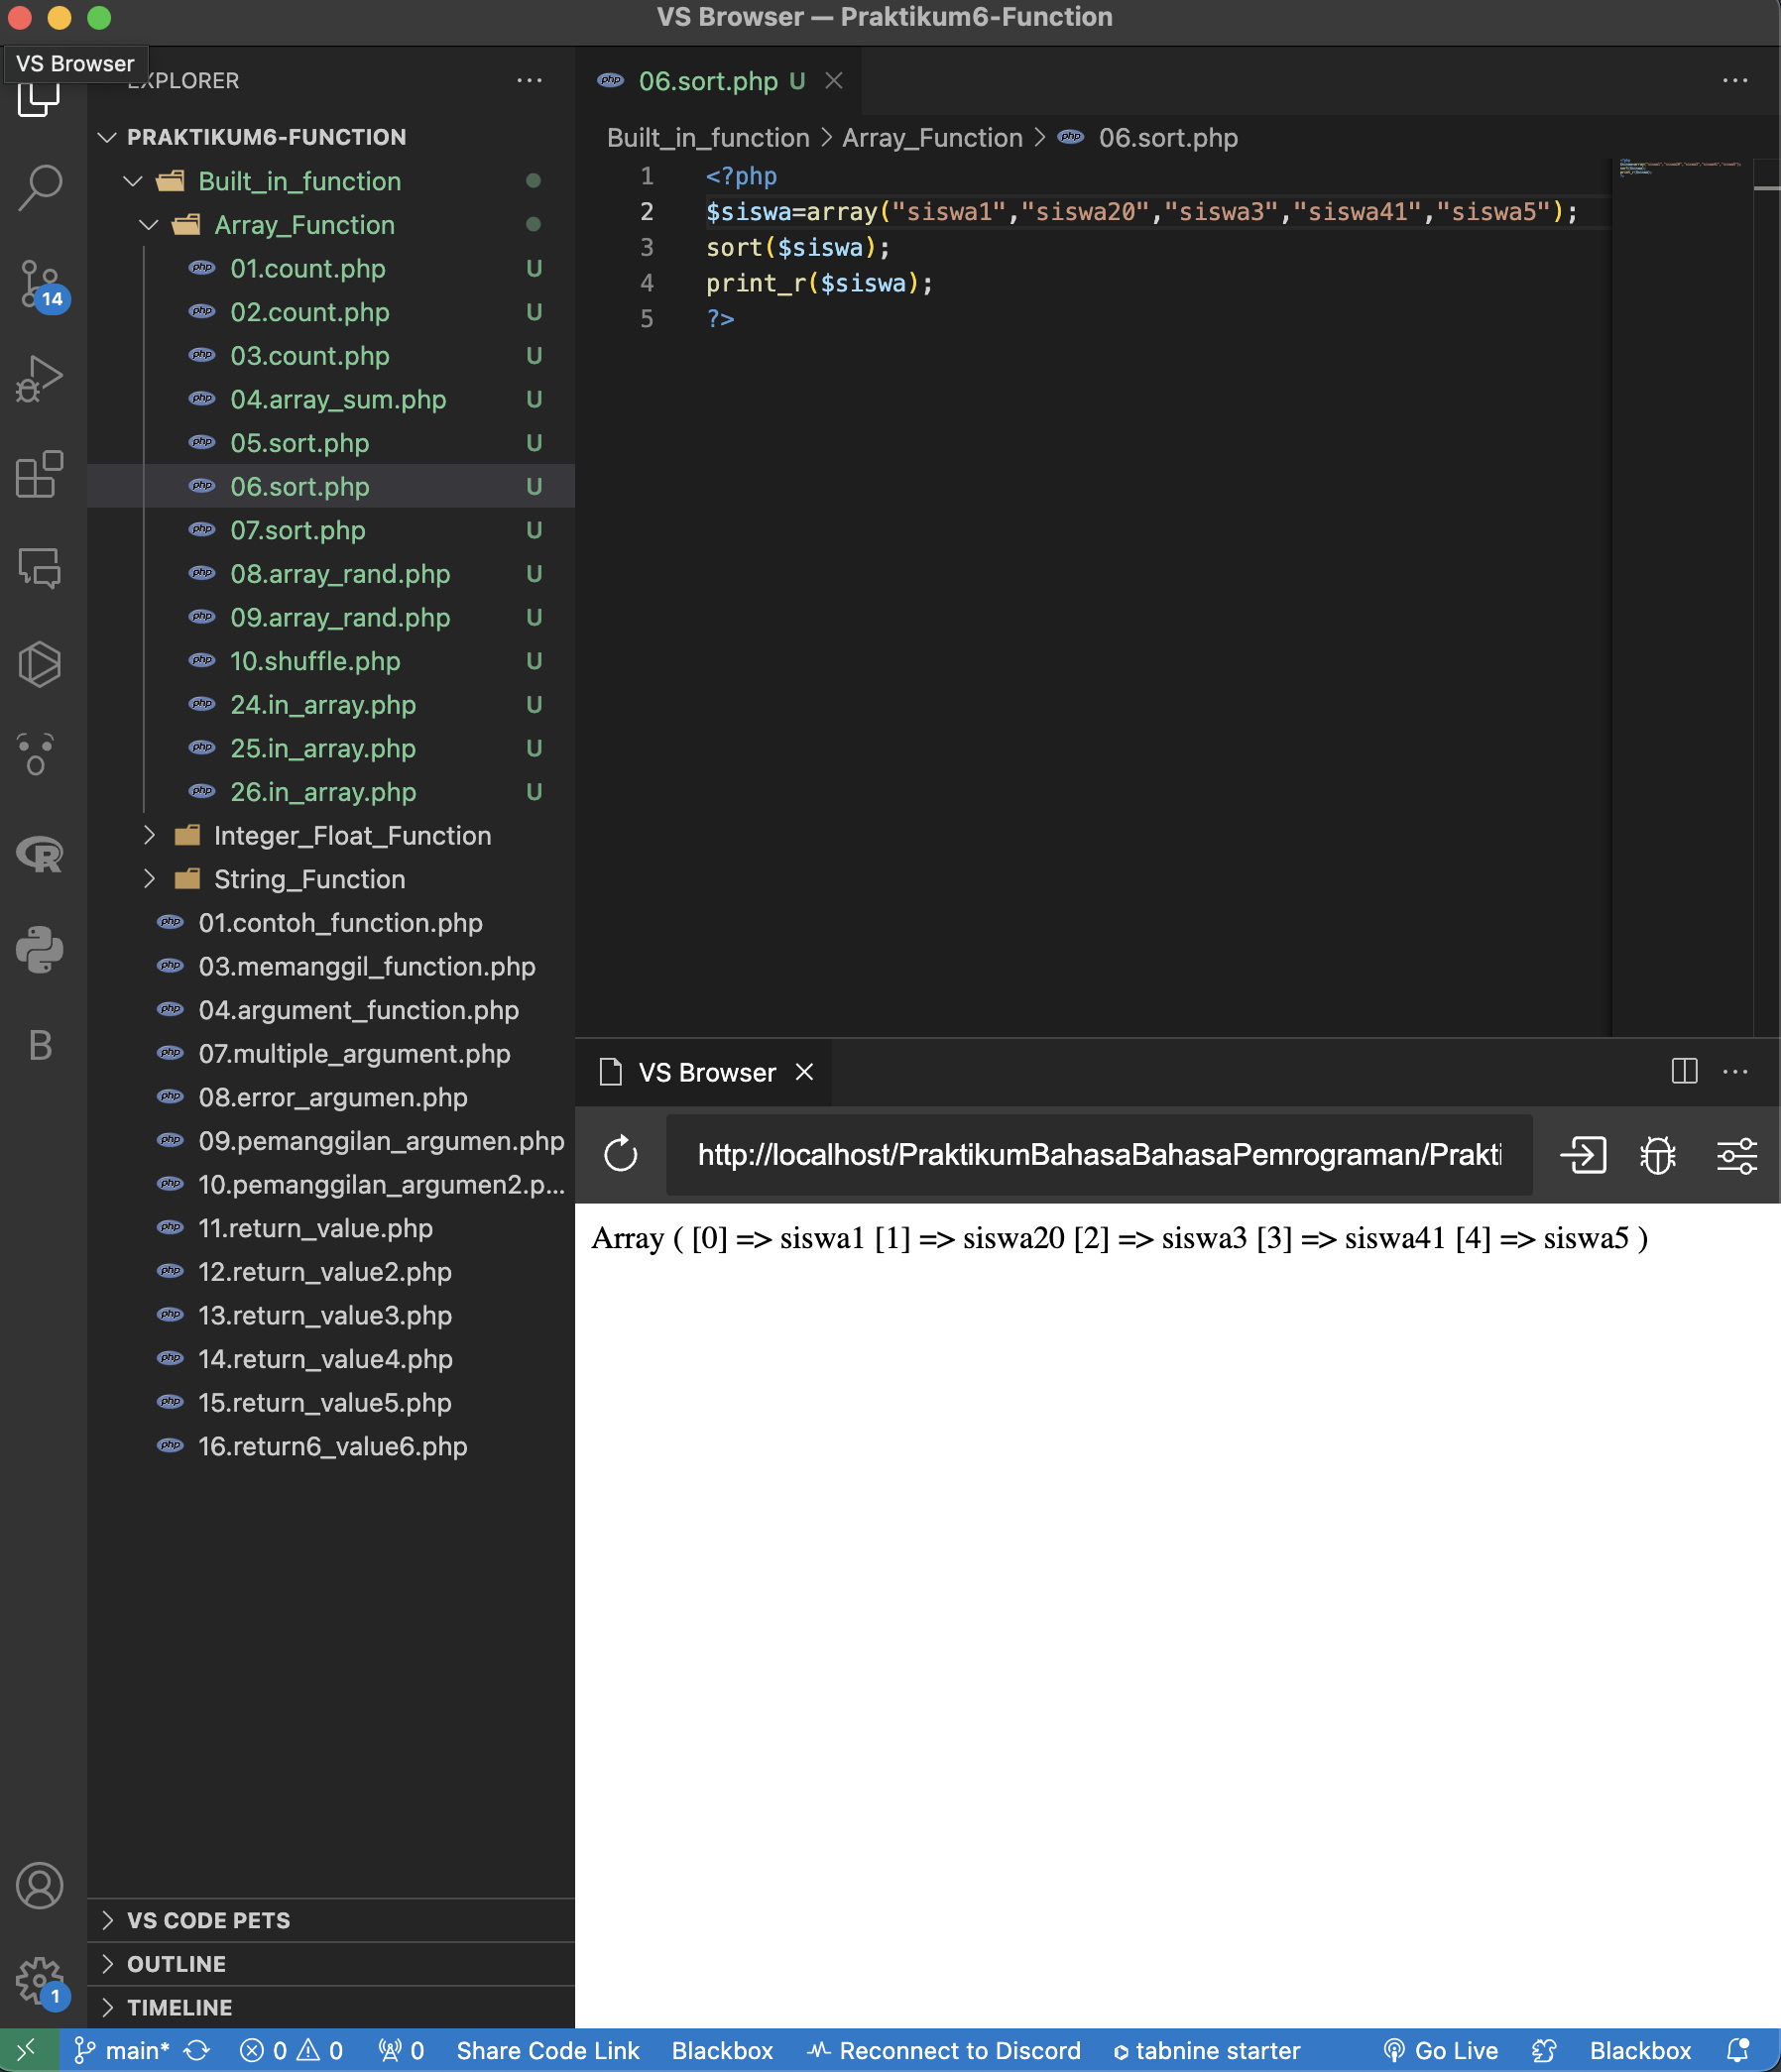 VS Browser — Praktikum6-Function
VS Browser
EXPLORER
PRAKTIKUM6-FUNCTION
Built_in_function
Array_Function
01.count.php U
02.count.php U
03.count.php U
04.array_sum.php U
05.sort.php U
06.sort.php U
07.sort.php U
08.array_rand.php U
09.array_rand.php U
10.shuffle.php U
24.in_array.php U
25.in_array.php U
26.in_array.php U
Integer_Float_Function
String_Function
01.contoh_function.php
03.memanggil_function.php
04.argument_function.php
07.multiple_argument.php
08.error_argumen.php
09.pemanggilan_argumen.php
10.pemanggilan_argumen2.p...
11.return_value.php
12.return_value2.php
13.return_value3.php
14.return_value4.php
15.return_value5.php
16.return6_value6.php
VS CODE PETS
OUTLINE
TIMELINE
14
B
1
06.sort.php U
Built_in_function > Array_Function > 06.sort.php
1 <?php
2 $siswa=array("siswa1","siswa20","siswa3","siswa41","siswa5");
3 sort($siswa);
4 print_r($siswa);
5 ?>
VS Browser
http://localhost/PraktikumBahasaBahasaPemrograman/Prakti
Array ( [0] => siswa1 [1] => siswa20 [2] => siswa3 [3] => siswa41 [4] => siswa5 )
main* 0 0 0 Share Code Link Blackbox Reconnect to Discord tabnine starter Go Live Blackbox